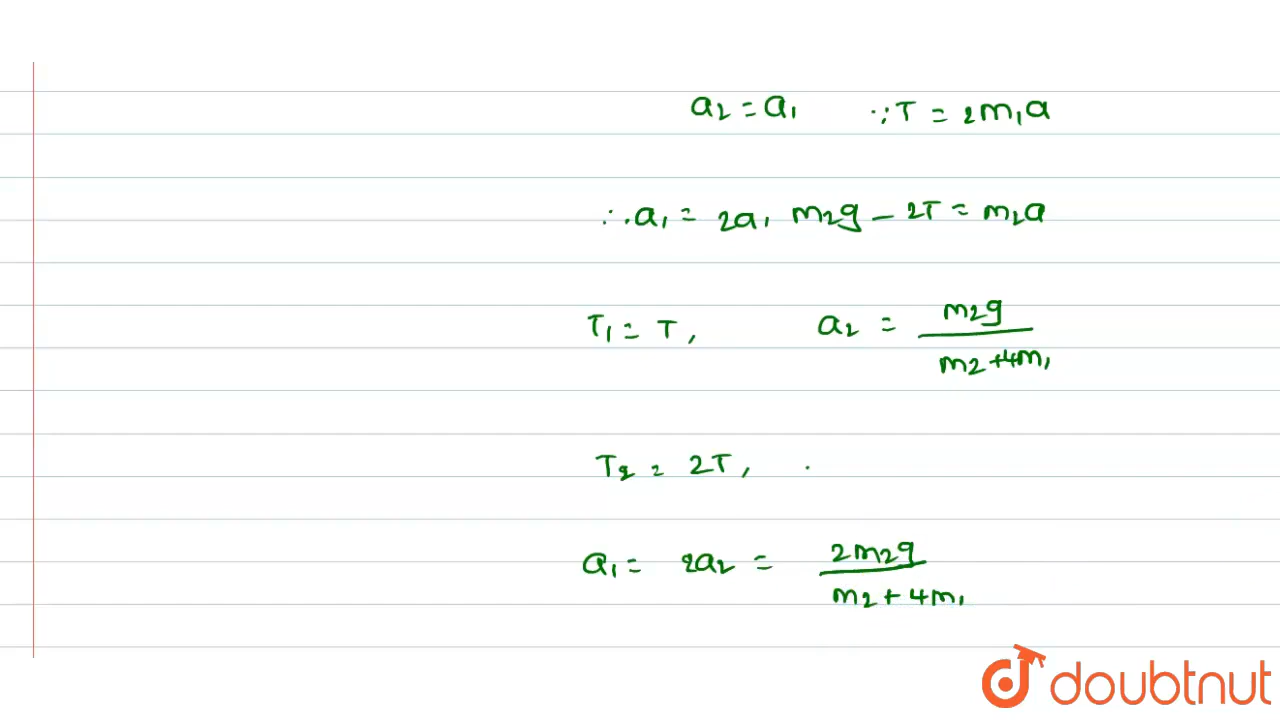 a₂ = a₁ ∵ T = 2m₁a
∴ a₁ = 2a₁ m₂g − 2T = m₂a
T₁ = T, a₂ = m₂g / m₂+4m₁
T₂ = 2T, .
a₁ = 2a₂ = 2m₂g / m₂+4m₁
doubtnut